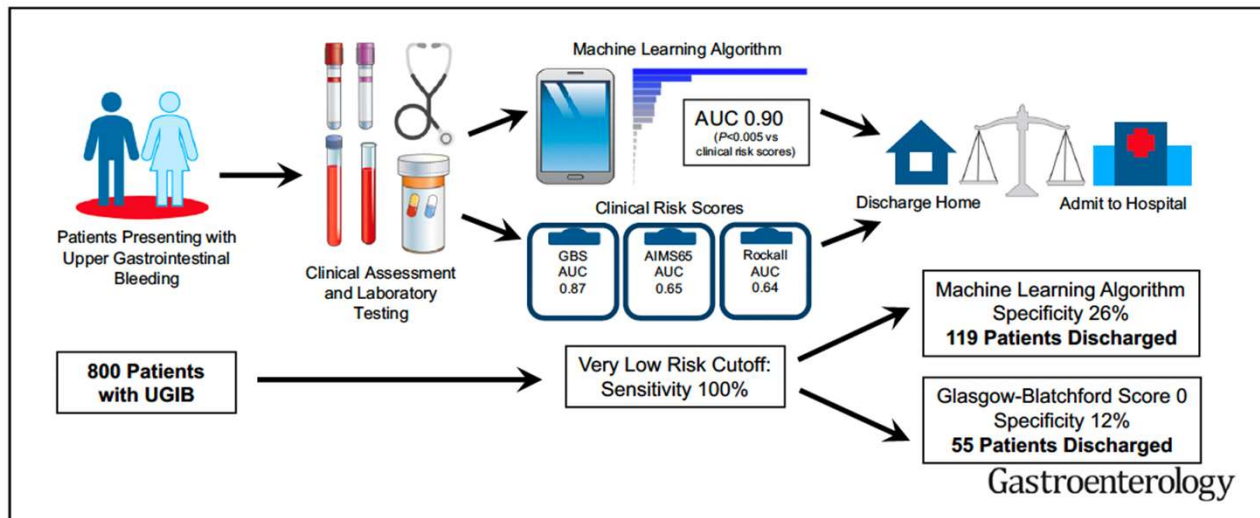 Machine Learning Algorithm
AUC 0.90
(P<0.005 vs
clinical risk scores)
Patients Presenting with
Upper Gastrointestinal
Bleeding
Clinical Assessment
and Laboratory
Testing
Clinical Risk Scores
GBS
AUC
0.87
AIMS65
AUC
0.65
Rockall
AUC
0.64
Discharge Home
Admit to Hospital
800 Patients
with UGIB
Very Low Risk Cutoff:
Sensitivity 100%
Machine Learning Algorithm
Specificity 26%
119 Patients Discharged
Glasgow-Blatchford Score 0
Specificity 12%
55 Patients Discharged
Gastroenterology